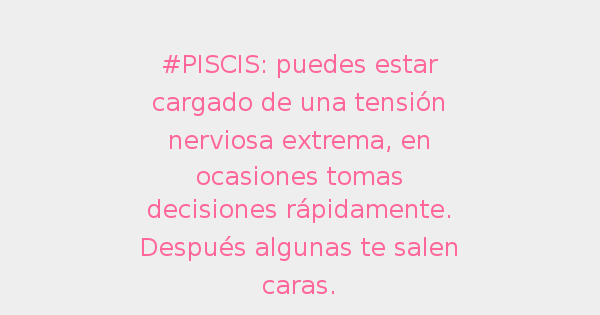 #PISCIS: puedes estar
cargado de una tensión
nerviosa extrema, en
ocasiones tomas
decisiones rápidamente.
Después algunas te salen
caras.